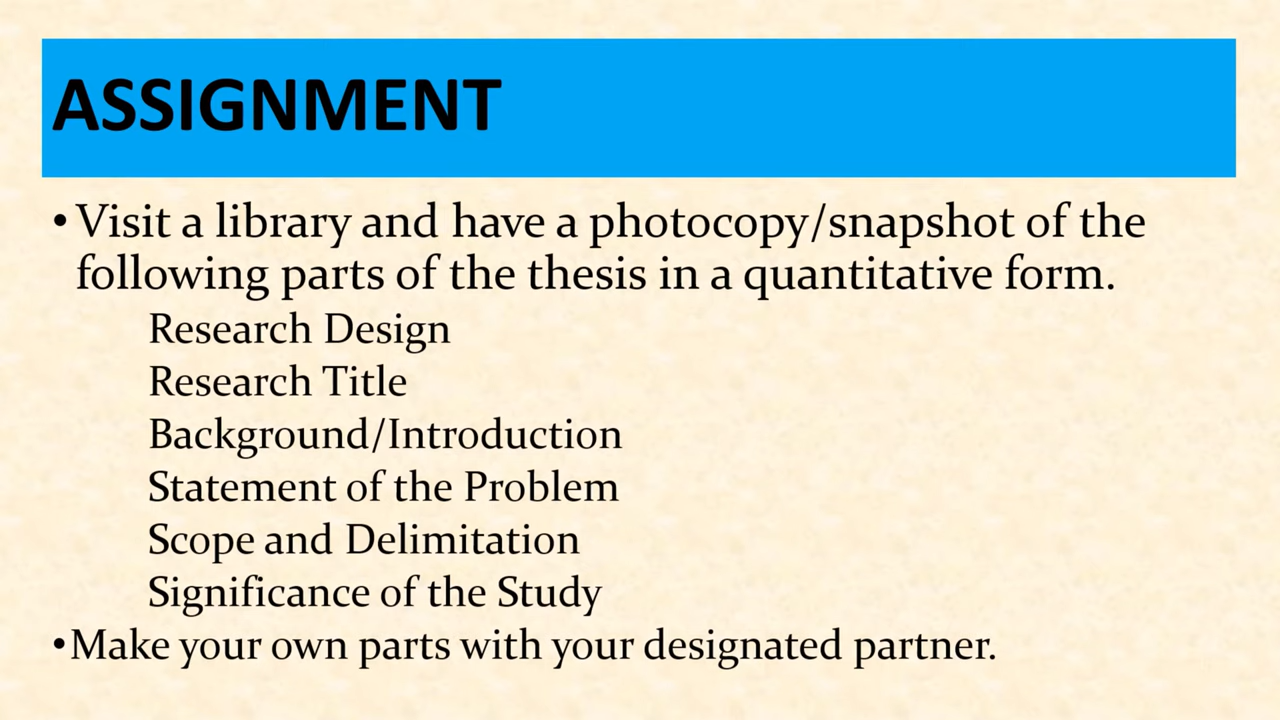 ASSIGNMENT
• Visit a library and have a photocopy/snapshot of the
following parts of the thesis in a quantitative form.
Research Design
Research Title
Background/Introduction
Statement of the Problem
Scope and Delimitation
Significance of the Study
•Make your own parts with your designated partner.